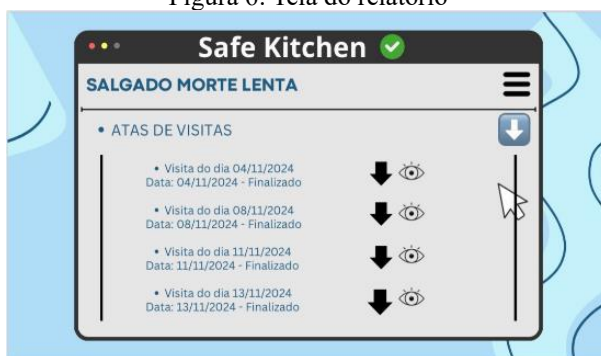 Figura 6: Tela do relatório
Safe Kitchen
SALGADO MORTE LENTA
• ATAS DE VISITAS
• Visita do dia 04/11/2024
Data: 04/11/2024 - Finalizado
• Visita do dia 08/11/2024
Data: 08/11/2024 - Finalizado
• Visita do dia 11/11/2024
Data: 11/11/2024 - Finalizado
• Visita do dia 13/11/2024
Data: 13/11/2024 - Finalizado